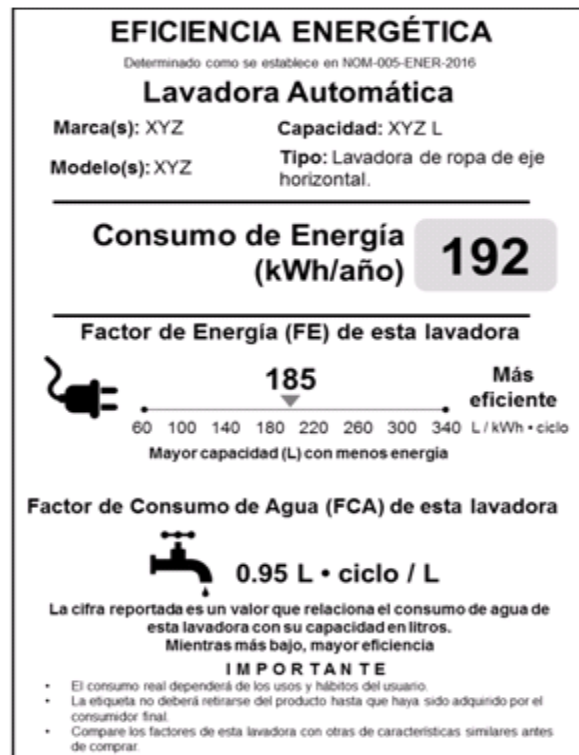 EFICIENCIA ENERGÉTICA
Determinado como se establece en NOM-005-ENER-2016
Lavadora Automática
Marca(s): XYZ Capacidad: XYZ L
Modelo(s): XYZ Tipo: Lavadora de ropa de eje
horizontal.
Consumo de Energía
(kWh/año) 192
Factor de Energía (FE) de esta lavadora
185
Más
eficiente
60 100 140 180 220 260 300 340 L / kWh • ciclo
Mayor capacidad (L) con menos energía
Factor de Consumo de Agua (FCA) de esta lavadora
0.95 L • ciclo / L
La cifra reportada es un valor que relaciona el consumo de agua de
esta lavadora con su capacidad en litros.
Mientras más bajo, mayor eficiencia
IMPORTANTE
• El consumo real dependerá de los usos y hábitos del usuario.
• La etiqueta no deberá retirarse del producto hasta que haya sido adquirido por el
consumidor final.
• Compare los factores de esta lavadora con otras de características similares antes
de comprar.